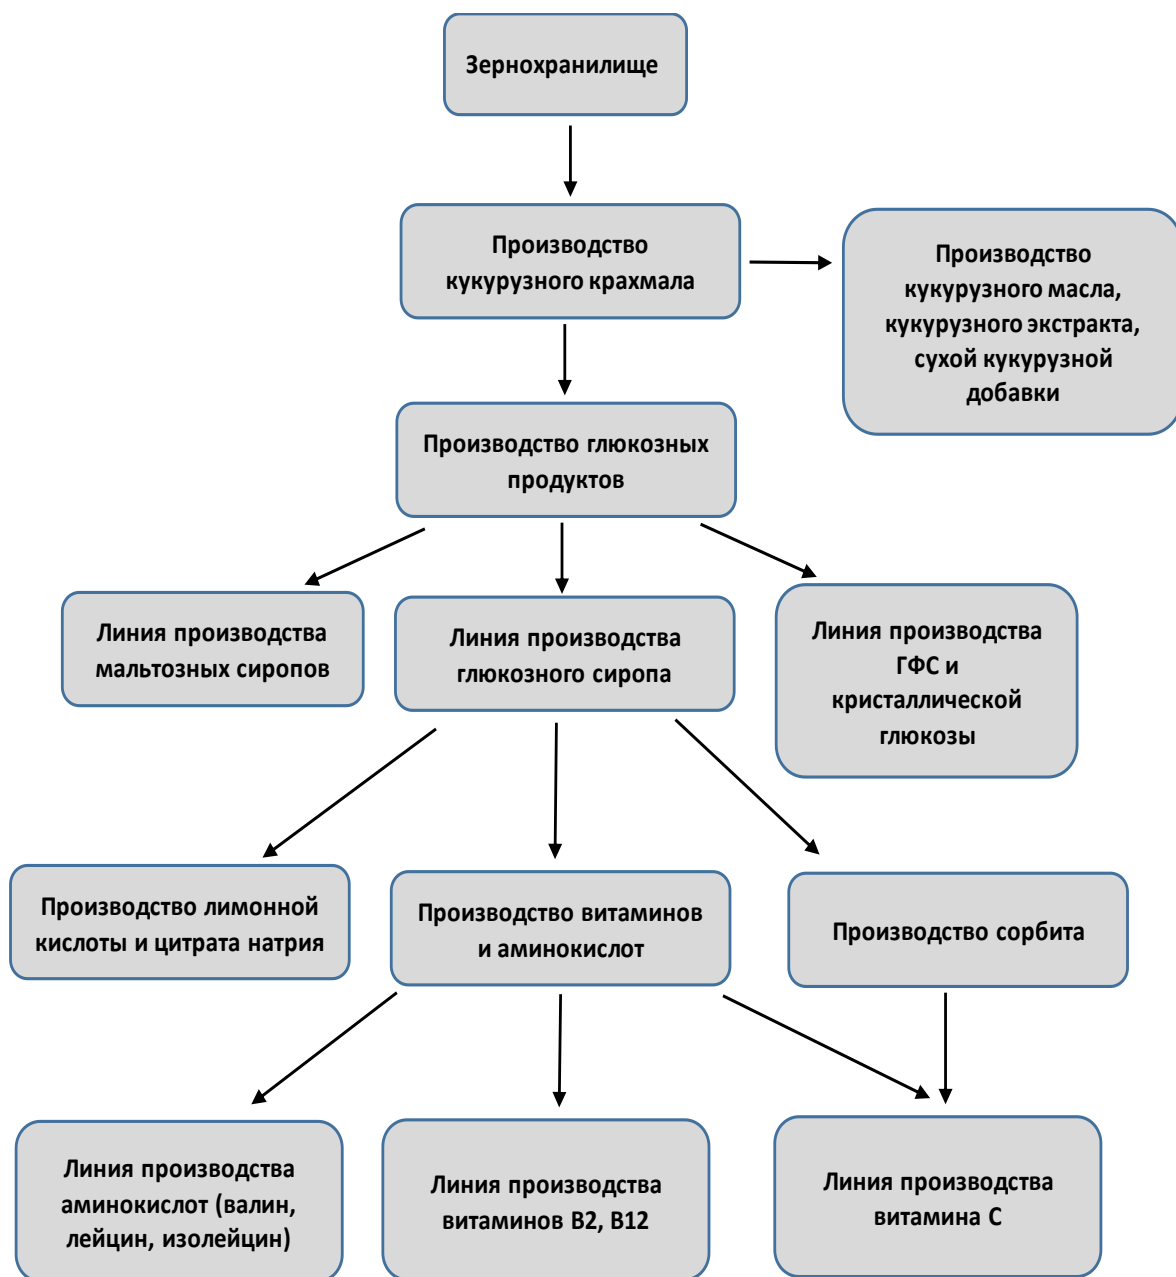 Зернохранилище
Производство
кукурузного крахмала
Производство
кукурузного масла,
кукурузного экстракта,
сухой кукурузной
добавки
Производство глюкозных
продуктов
Линия производства
мальтозных сиропов
Линия производства
глюкозного сиропа
Линия производства
ГФС и
кристаллической
глюкозы
Производство лимонной
кислоты и цитрата натрия
Производство витаминов
и аминокислот
Производство сорбита
Линия производства
аминокислот (валин,
лейцин, изолейцин)
Линия производства
витаминов В2, В12
Линия производства
витамина С